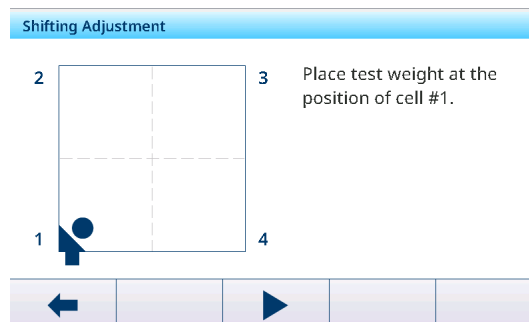 Shifting Adjustment
2
3
Place test weight at the
position of cell #1.
1
4